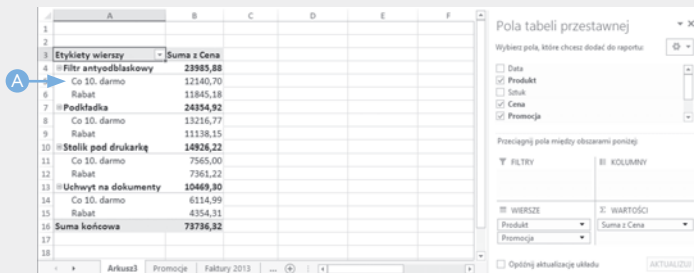 A B C D E F
1
2
3 Etykiety wierszy Suma z Cena
4 Filtr antyodblaskowy 23985,88
A
Co 10. darmo 12140,70
6 Rabat 11845,18
7 Podkładka 24354,92
8 Co 10. darmo 13216,77
9 Rabat 11138,15
10 Stolik pod drukarkę 14926,22
11 Co 10. darmo 7565,00
12 Rabat 7361,22
13 Uchwyt na dokumenty 10469,30
14 Co 10. darmo 6114,99
15 Rabat 4354,31
16 Suma końcowa 73736,32
17
18
Arkusz3 Promocje Faktury 2013 ...
Pola tabeli przestawnej
Wybierz pola, które chcesz dodać do raportu:
Data
Produkt
Sztuk
Cena
Promocja
Przeciągnij pola między obszarami poniżej:
FILTRY KOLUMNY
WIERSZE Σ WARTOŚCI
Produkt Suma z Cena
Promocja
Opóźnij aktualizację układu AKTUALIZUJ